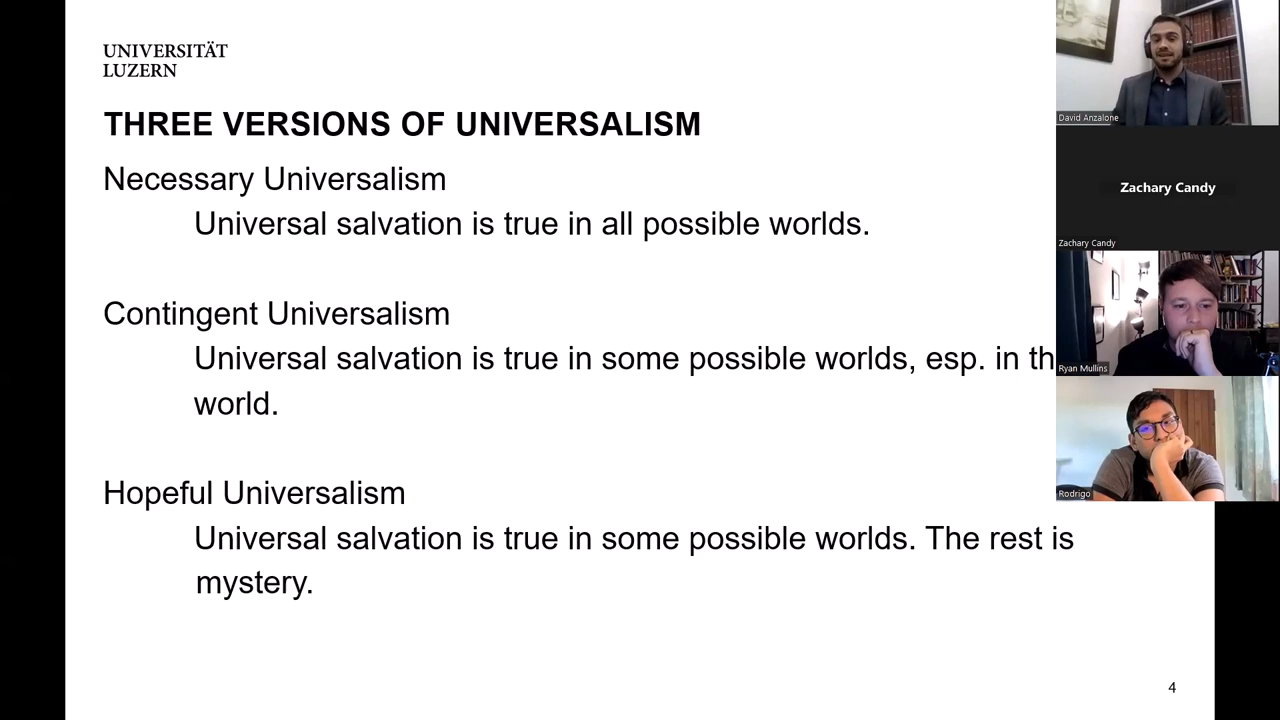 UNIVERSITÄT
LUZERN
THREE VERSIONS OF UNIVERSALISM
Necessary Universalism
Universal salvation is true in all possible worlds.
Contingent Universalism
Universal salvation is true in some possible worlds, esp. in
world.
Hopeful Universalism
Universal salvation is true in some possible worlds. The rest is
mystery.
4
David Anzalone
Zachary Candy
Zachary Candy
Ryan Mullins
Rodrigo